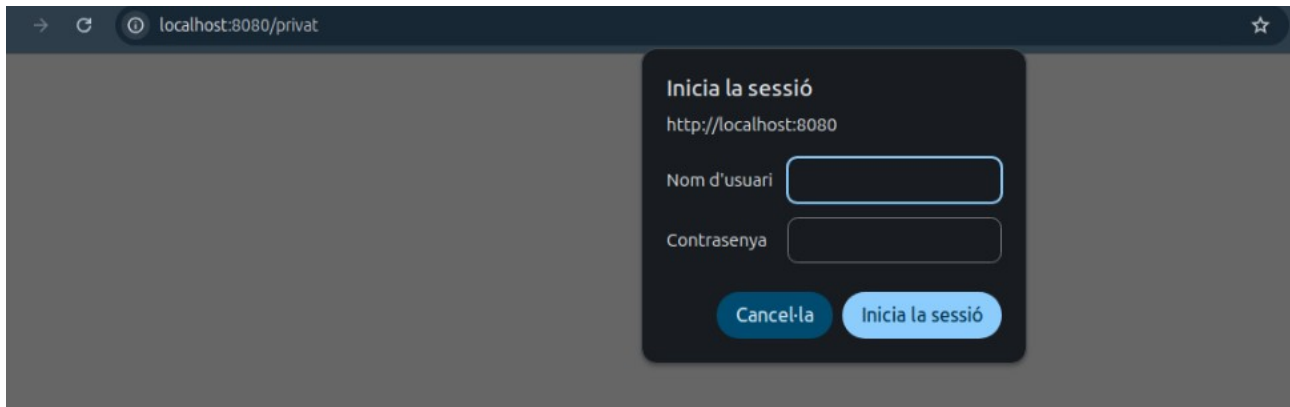 localhost:8080/privat
Inicia la sessió
http://localhost:8080
Nom d'usuari
Contrasenya
Cancel·la Inicia la sessió